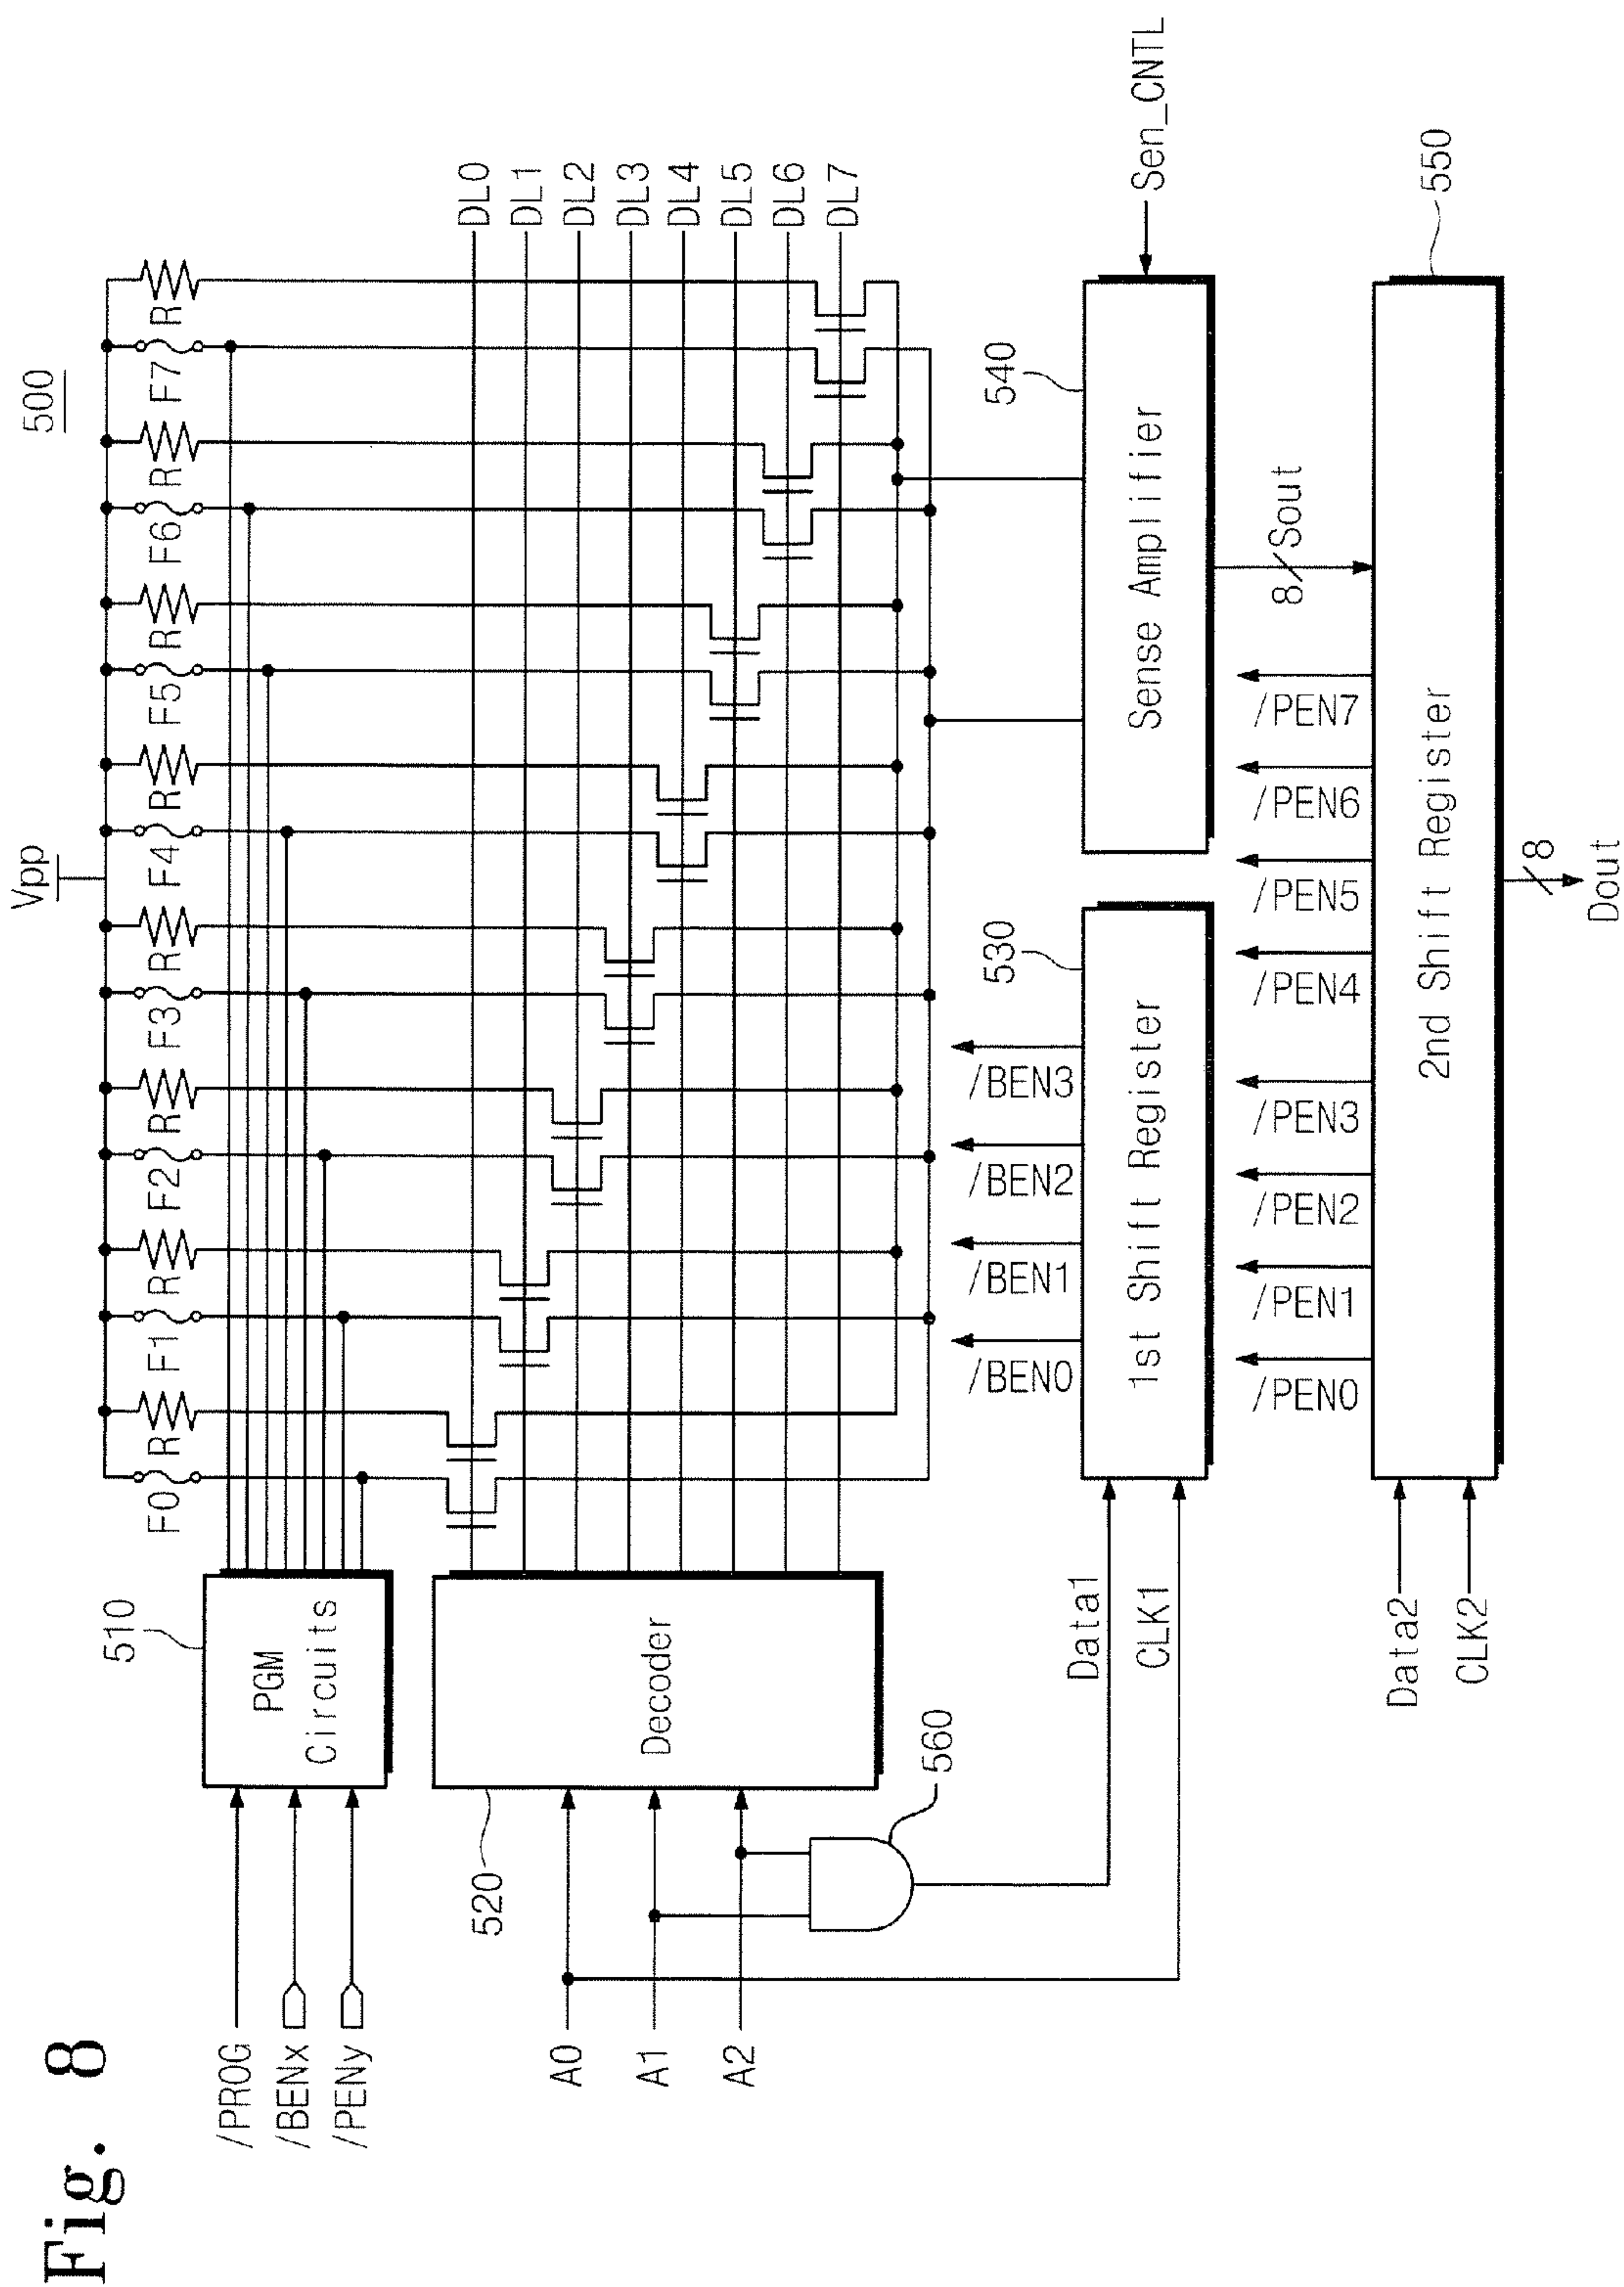 Fig. 8
500
Vpp
F0 R F1 R F2 R F3 R F4 R F5 R F6 R F7 R
510
PGM
Circuits
/PROG
/BENx
/PENy
DL0
DL1
DL2
DL3
DL4
DL5
DL6
DL7
520
Decoder
A0
A1
A2
560
Data1
CLK1
530
1st Shift Register
/BEN0 /BEN1 /BEN2 /BEN3
540
Sense Amplifier
Sen_CNTL
8 Sout
/PEN0 /PEN1 /PEN2 /PEN3 /PEN4 /PEN5 /PEN6 /PEN7
550
2nd Shift Register
Data2
CLK2
8
Dout